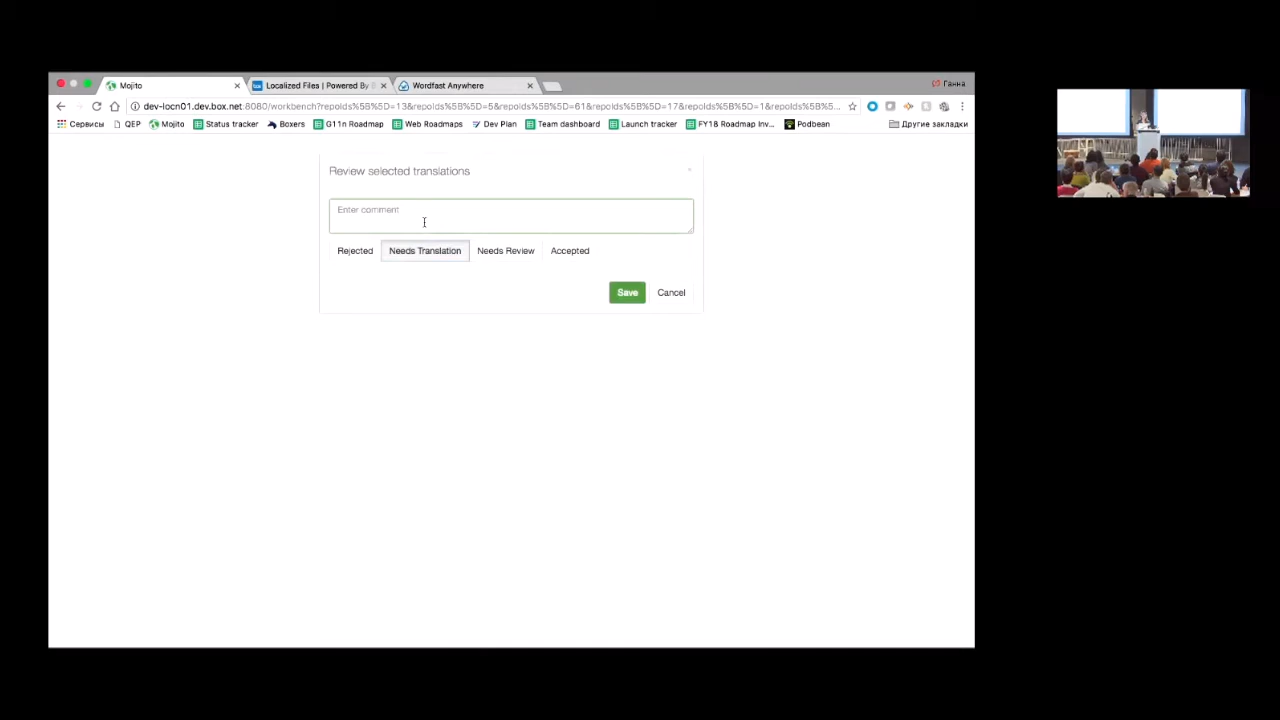 Mojito
Localized Files | Powered By
Wordfast Anywhere
Ганна
dev-locn01.dev.box.net:8080/workbench?repoIds%5B%5D=13&repoIds%5B%5D=5&repoIds%5B%5D=61&repoIds%5B%5D=17&repoIds%5B%5D=1&repoIds%5B%5D=8...
Сервисы QEP Mojito Status tracker Boxers G11n Roadmap Web Roadmaps Dev Plan Team dashboard Launch tracker FY18 Roadmap Inv... Podbean Другие закладки
Review selected translations
Enter comment
Rejected Needs Translation Needs Review Accepted
Save Cancel